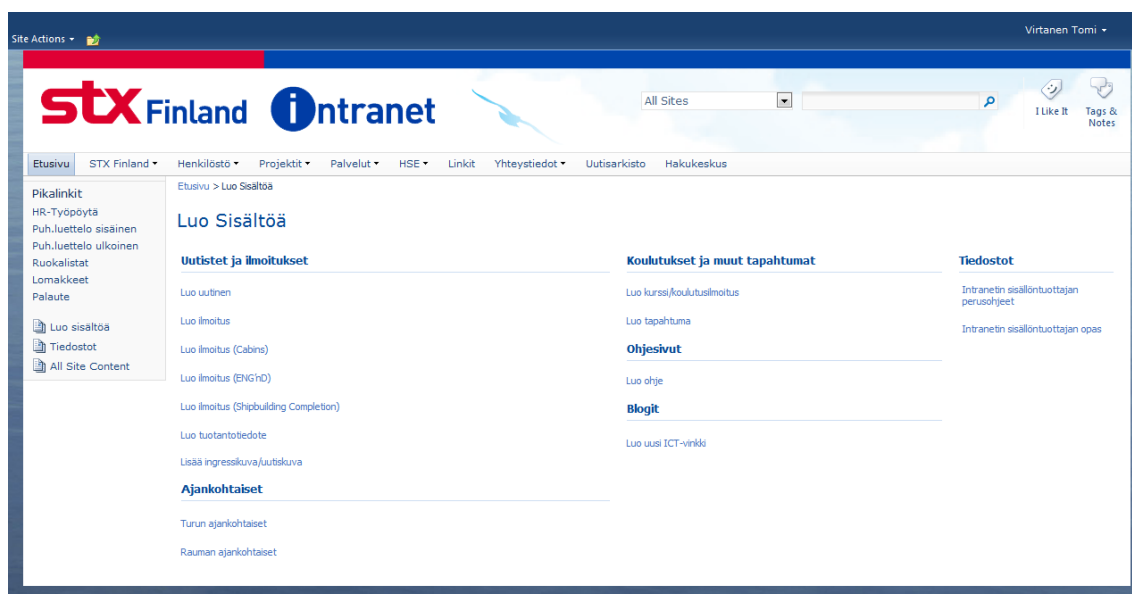 Virtanen Tomi
Site Actions
stx Finland intranet
All Sites
I Like It
Tags & Notes
Etusivu STX Finland Henkilöstö Projektit Palvelut HSE Linkit Yhteystiedot Uutisarkisto Hakukeskus
Pikalinkit
HR-Työpöytä
Puh.luettelo sisäinen
Puh.luettelo ulkoinen
Ruokalistat
Lomakkeet
Palaute
Luo sisältöä
Tiedostot
All Site Content
Etusivu > Luo Sisältöä
Luo Sisältöä
Uutistet ja ilmoitukset
Luo uutinen
Luo ilmoitus
Luo ilmoitus (Cabins)
Luo ilmoitus (ENG'nD)
Luo ilmoitus (Shipbuilding Completion)
Luo tuotantotiedote
Lisää ingressikuva/uutiskuva
Ajankohtaiset
Turun ajankohtaiset
Rauman ajankohtaiset
Koulutukset ja muut tapahtumat
Luo kurssi/koulutusilmoitus
Luo tapahtuma
Ohjesivut
Luo ohje
Blogit
Luo uusi ICT-vinkki
Tiedostot
Intranetin sisällöntuottajan
perusohjeet
Intranetin sisällöntuottajan opas